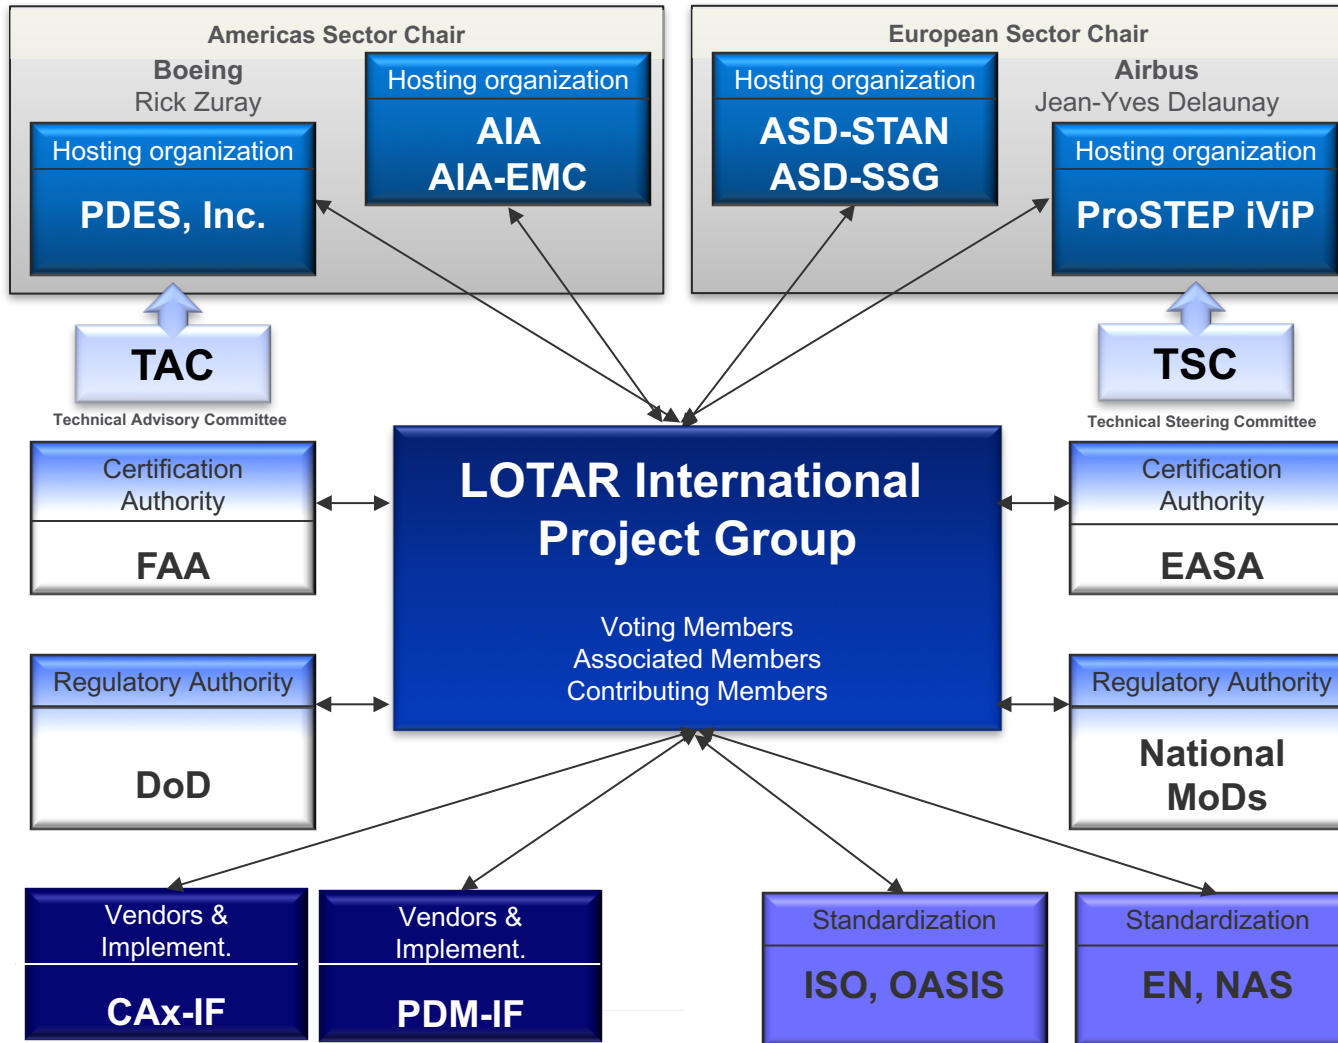 Americas Sector Chair
Boeing
Rick Zuray
Hosting organization
PDES, Inc.
Hosting organization
AIA
AIA-EMC
European Sector Chair
Hosting organization
ASD-STAN
ASD-SSG
Airbus
Jean-Yves Delaunay
Hosting organization
ProSTEP iViP
TAC
Technical Advisory Committee
TSC
Technical Steering Committee
Certification
Authority
FAA
LOTAR International
Project Group
Voting Members
Associated Members
Contributing Members
Certification
Authority
EASA
Regulatory Authority
DoD
Regulatory Authority
National
MoDs
Vendors &
Implement.
CAx-IF
Vendors &
Implement.
PDM-IF
Standardization
ISO, OASIS
Standardization
EN, NAS